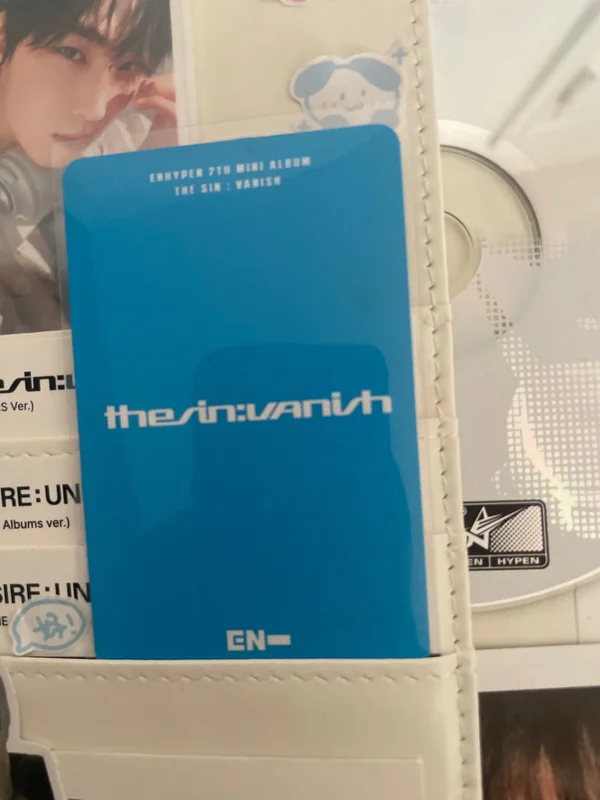 ENHYPEN 7TH MINI ALBUM
THE SIN : VANISH
the sin:vanish
EN-
RE:UN
Albums ver.)
SIRE:UN
S Ver.)
EN HYPEN